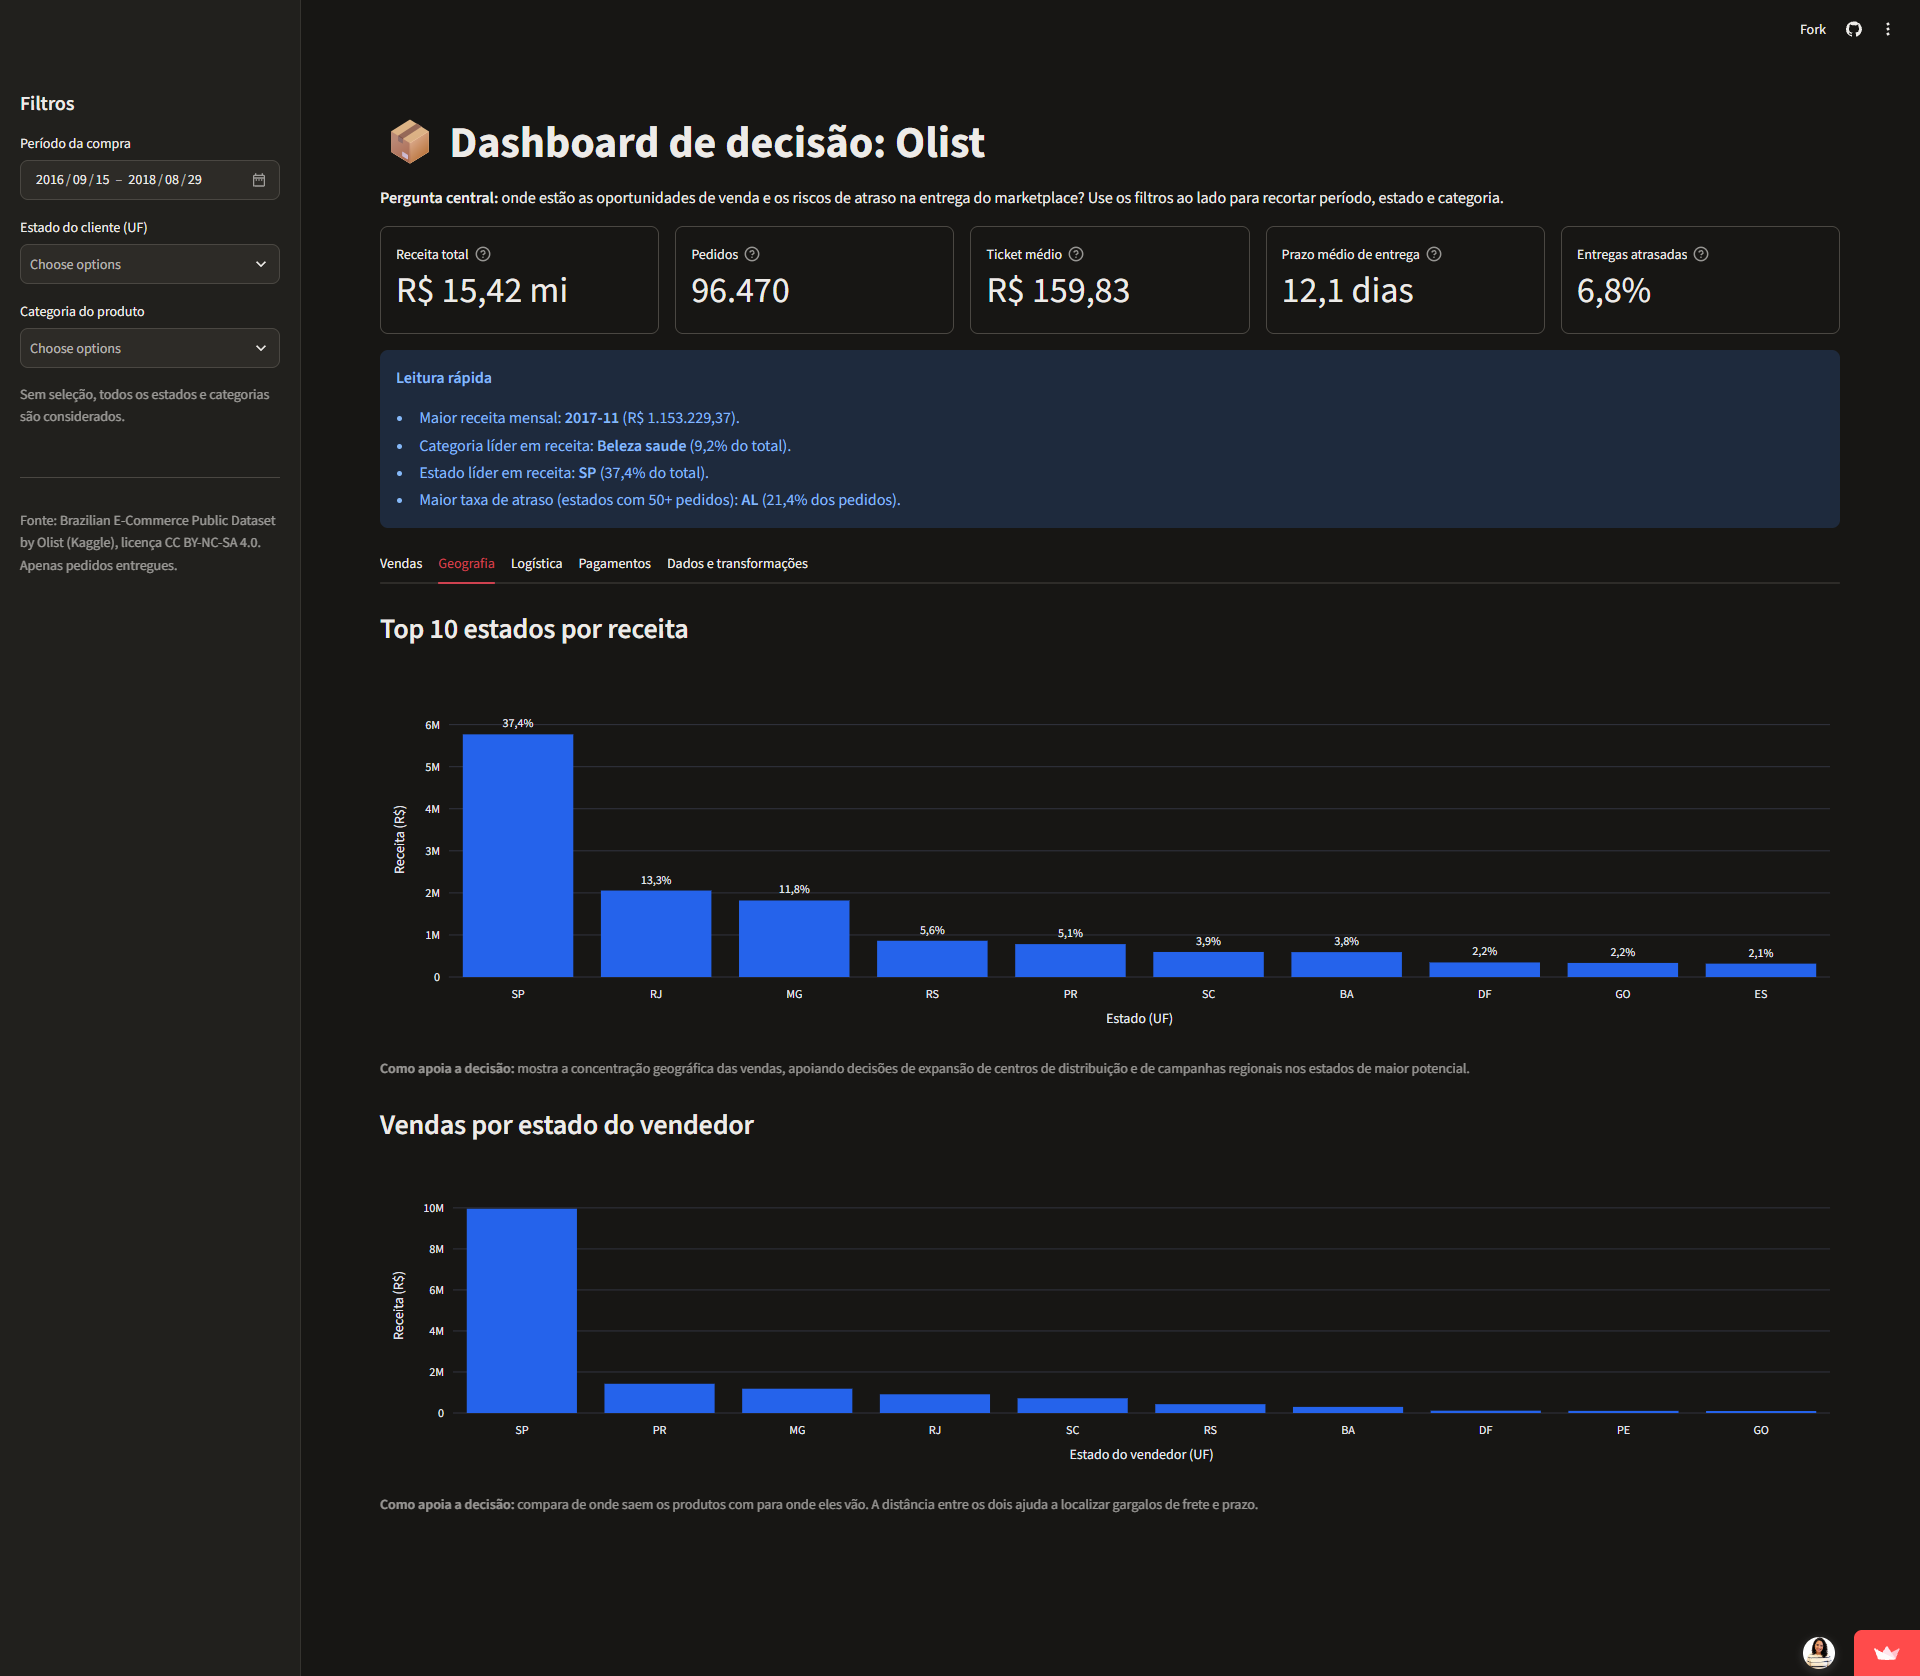 Fork
Filtros
Período da compra
2016/09/15 – 2018/08/29
Estado do cliente (UF)
Choose options
Categoria do produto
Choose options
Sem seleção, todos os estados e categorias
são considerados.
Fonte: Brazilian E-Commerce Public Dataset
by Olist (Kaggle), licença CC BY-NC-SA 4.0.
Apenas pedidos entregues.
Dashboard de decisão: Olist
Pergunta central: onde estão as oportunidades de venda e os riscos de atraso na entrega do marketplace? Use os filtros ao lado para recortar período, estado e categoria.
Receita total
R$ 15,42 mi
Pedidos
96.470
Ticket médio
R$ 159,83
Prazo médio de entrega
12,1 dias
Entregas atrasadas
6,8%
Leitura rápida
• Maior receita mensal: 2017-11 (R$ 1.153.229,37).
• Categoria líder em receita: Beleza saude (9,2% do total).
• Estado líder em receita: SP (37,4% do total).
• Maior taxa de atraso (estados com 50+ pedidos): AL (21,4% dos pedidos).
Vendas Geografia Logística Pagamentos Dados e transformações
Top 10 estados por receita
Receita (R$)
6M
5M
4M
3M
2M
1M
0
37,4%
13,3%
11,8%
5,6%
5,1%
3,9%
3,8%
2,2%
2,2%
2,1%
SP RJ MG RS PR SC BA DF GO ES
Estado (UF)
Como apoia a decisão: mostra a concentração geográfica das vendas, apoiando decisões de expansão de centros de distribuição e de campanhas regionais nos estados de maior potencial.
Vendas por estado do vendedor
Receita (R$)
10M
8M
6M
4M
2M
0
SP PR MG RJ SC RS BA DF PE GO
Estado do vendedor (UF)
Como apoia a decisão: compara de onde saem os produtos com para onde eles vão. A distância entre os dois ajuda a localizar gargalos de frete e prazo.